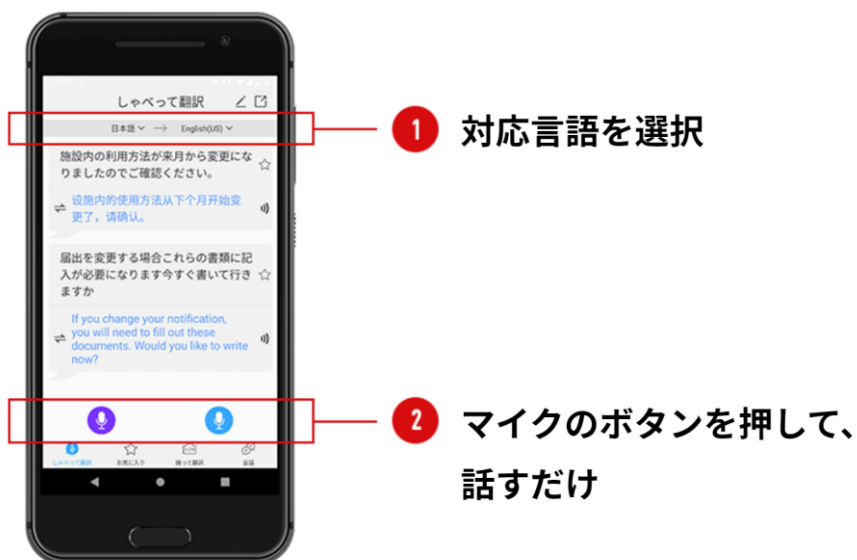 しゃべって翻訳
日本語 → English(US)
施設内の利用方法が来月から変更にな
りましたのでご確認ください。
设施内的使用方法从下个月开始变
更了，请确认。
届出を変更する場合これらの書類に記
入が必要になります今すぐ書いて行き
ますか
If you change your notification,
you will need to fill out these
documents. Would you like to write
now?
しゃべって翻訳 お気に入り 撮って翻訳 会話
1 対応言語を選択
2 マイクのボタンを押して、
話すだけ